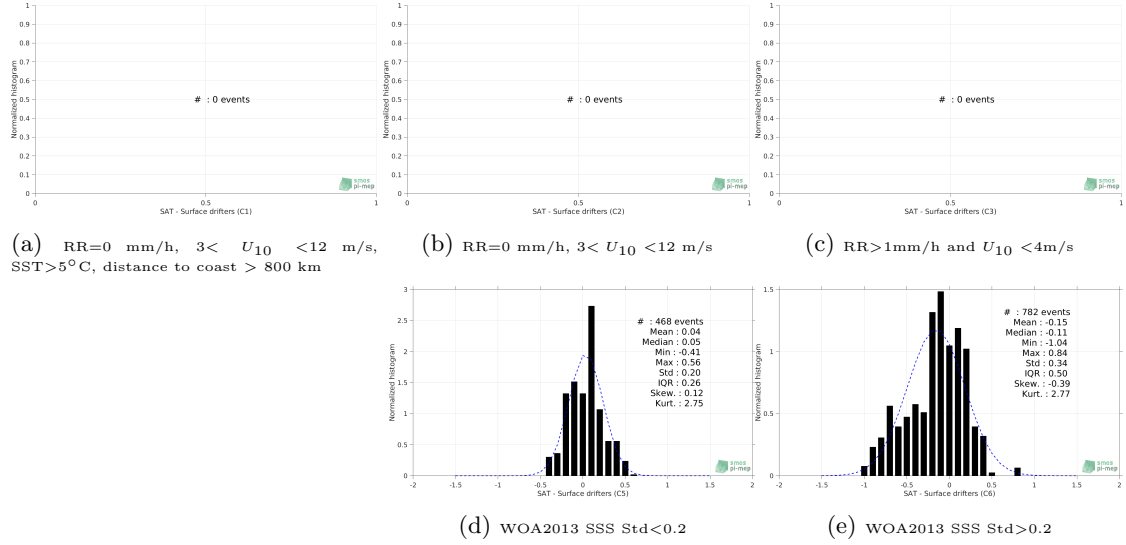 1
0.9
0.8
0.7
0.6
0.5
0.4
0.3
0.2
0.1
0
Normalized histogram
# : 0 events
smos
pi-mep
0 0.5 1
SAT - Surface drifters (C1)
(a) RR=0 mm/h, 3< U10 <12 m/s,
SST>5°C, distance to coast > 800 km
1
0.9
0.8
0.7
0.6
0.5
0.4
0.3
0.2
0.1
0
Normalized histogram
# : 0 events
smos
pi-mep
0 0.5 1
SAT - Surface drifters (C2)
(b) RR=0 mm/h, 3< U10 <12 m/s
1
0.9
0.8
0.7
0.6
0.5
0.4
0.3
0.2
0.1
0
Normalized histogram
# : 0 events
smos
pi-mep
0 0.5 1
SAT - Surface drifters (C3)
(c) RR>1mm/h and U10 <4m/s
3
2.5
2
1.5
1
0.5
0
Normalized histogram
# : 468 events
Mean : 0.04
Median : 0.05
Min : -0.41
Max : 0.56
Std : 0.20
IQR : 0.26
Skew. : 0.12
Kurt. : 2.75
smos
pi-mep
-2 -1.5 -1 -0.5 0 0.5 1 1.5 2
SAT - Surface drifters (C5)
(d) WOA2013 SSS Std<0.2
1.5
1
0.5
0
Normalized histogram
# : 782 events
Mean : -0.15
Median : -0.11
Min : -1.04
Max : 0.84
Std : 0.34
IQR : 0.50
Skew. : -0.39
Kurt. : 2.77
smos
pi-mep
-2 -1.5 -1 -0.5 0 0.5 1 1.5 2
SAT - Surface drifters (C6)
(e) WOA2013 SSS Std>0.2